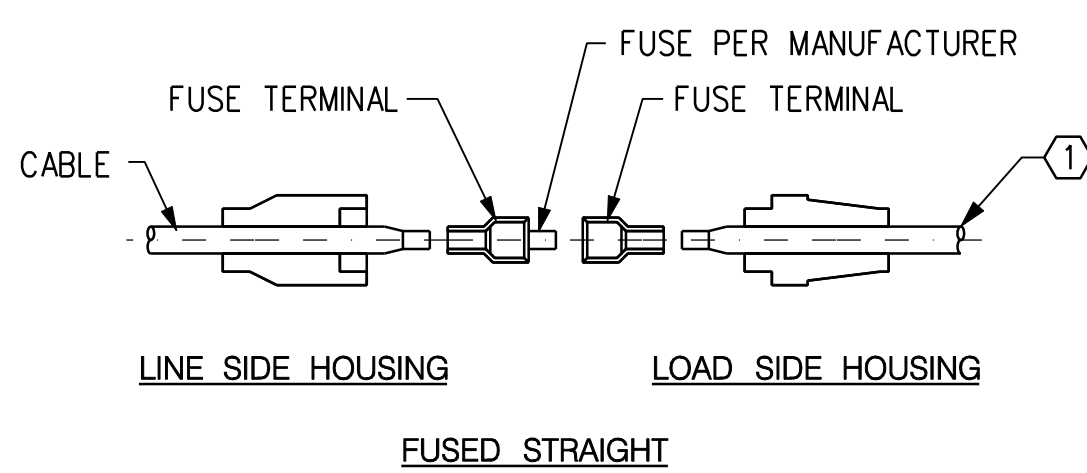 FUSE PER MANUFACTURER
FUSE TERMINAL
FUSE TERMINAL
CABLE
1
LINE SIDE HOUSING
LOAD SIDE HOUSING
FUSED STRAIGHT